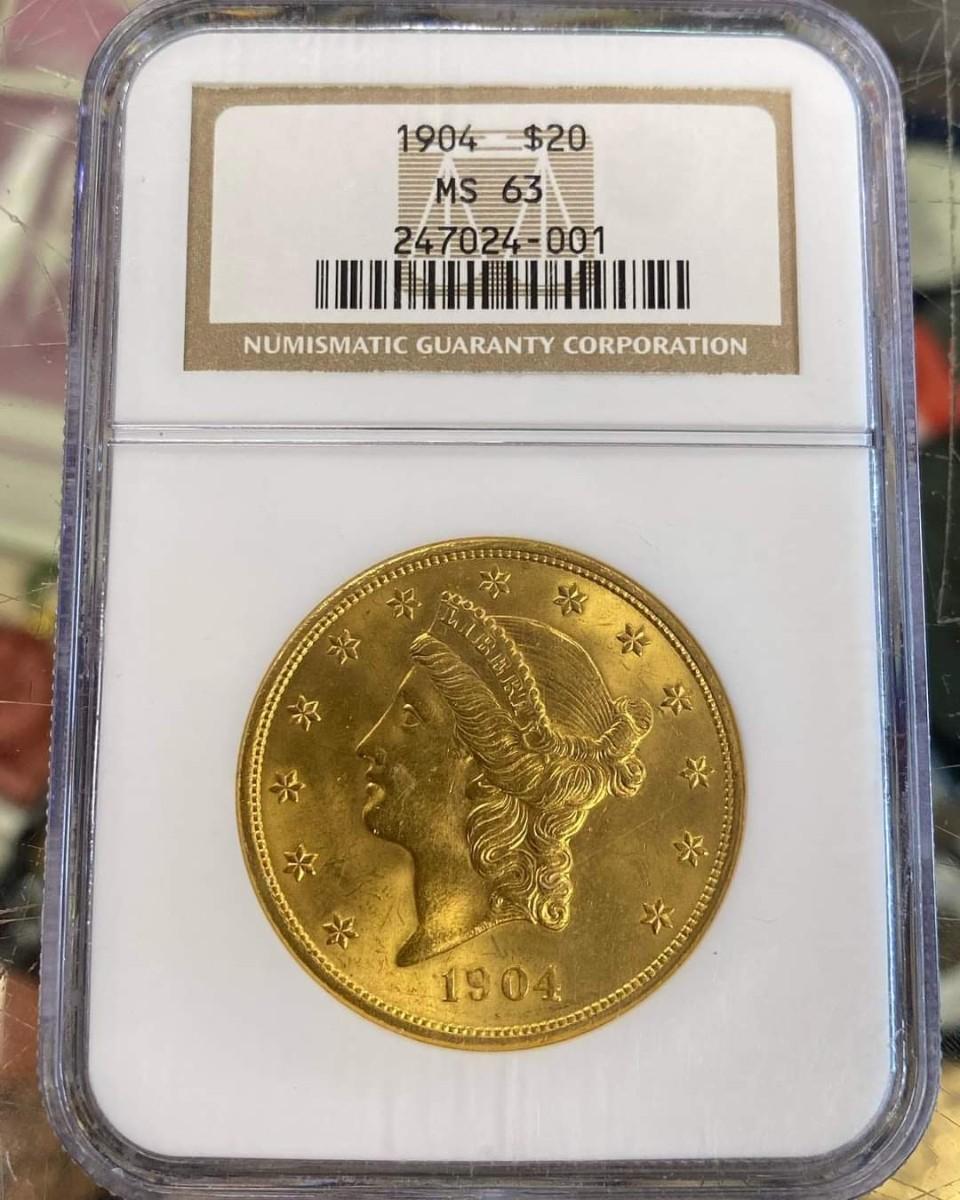 1904 $20
MS 63
247024-001
NUMISMATIC GUARANTY CORPORATION
LIBERTY
1904